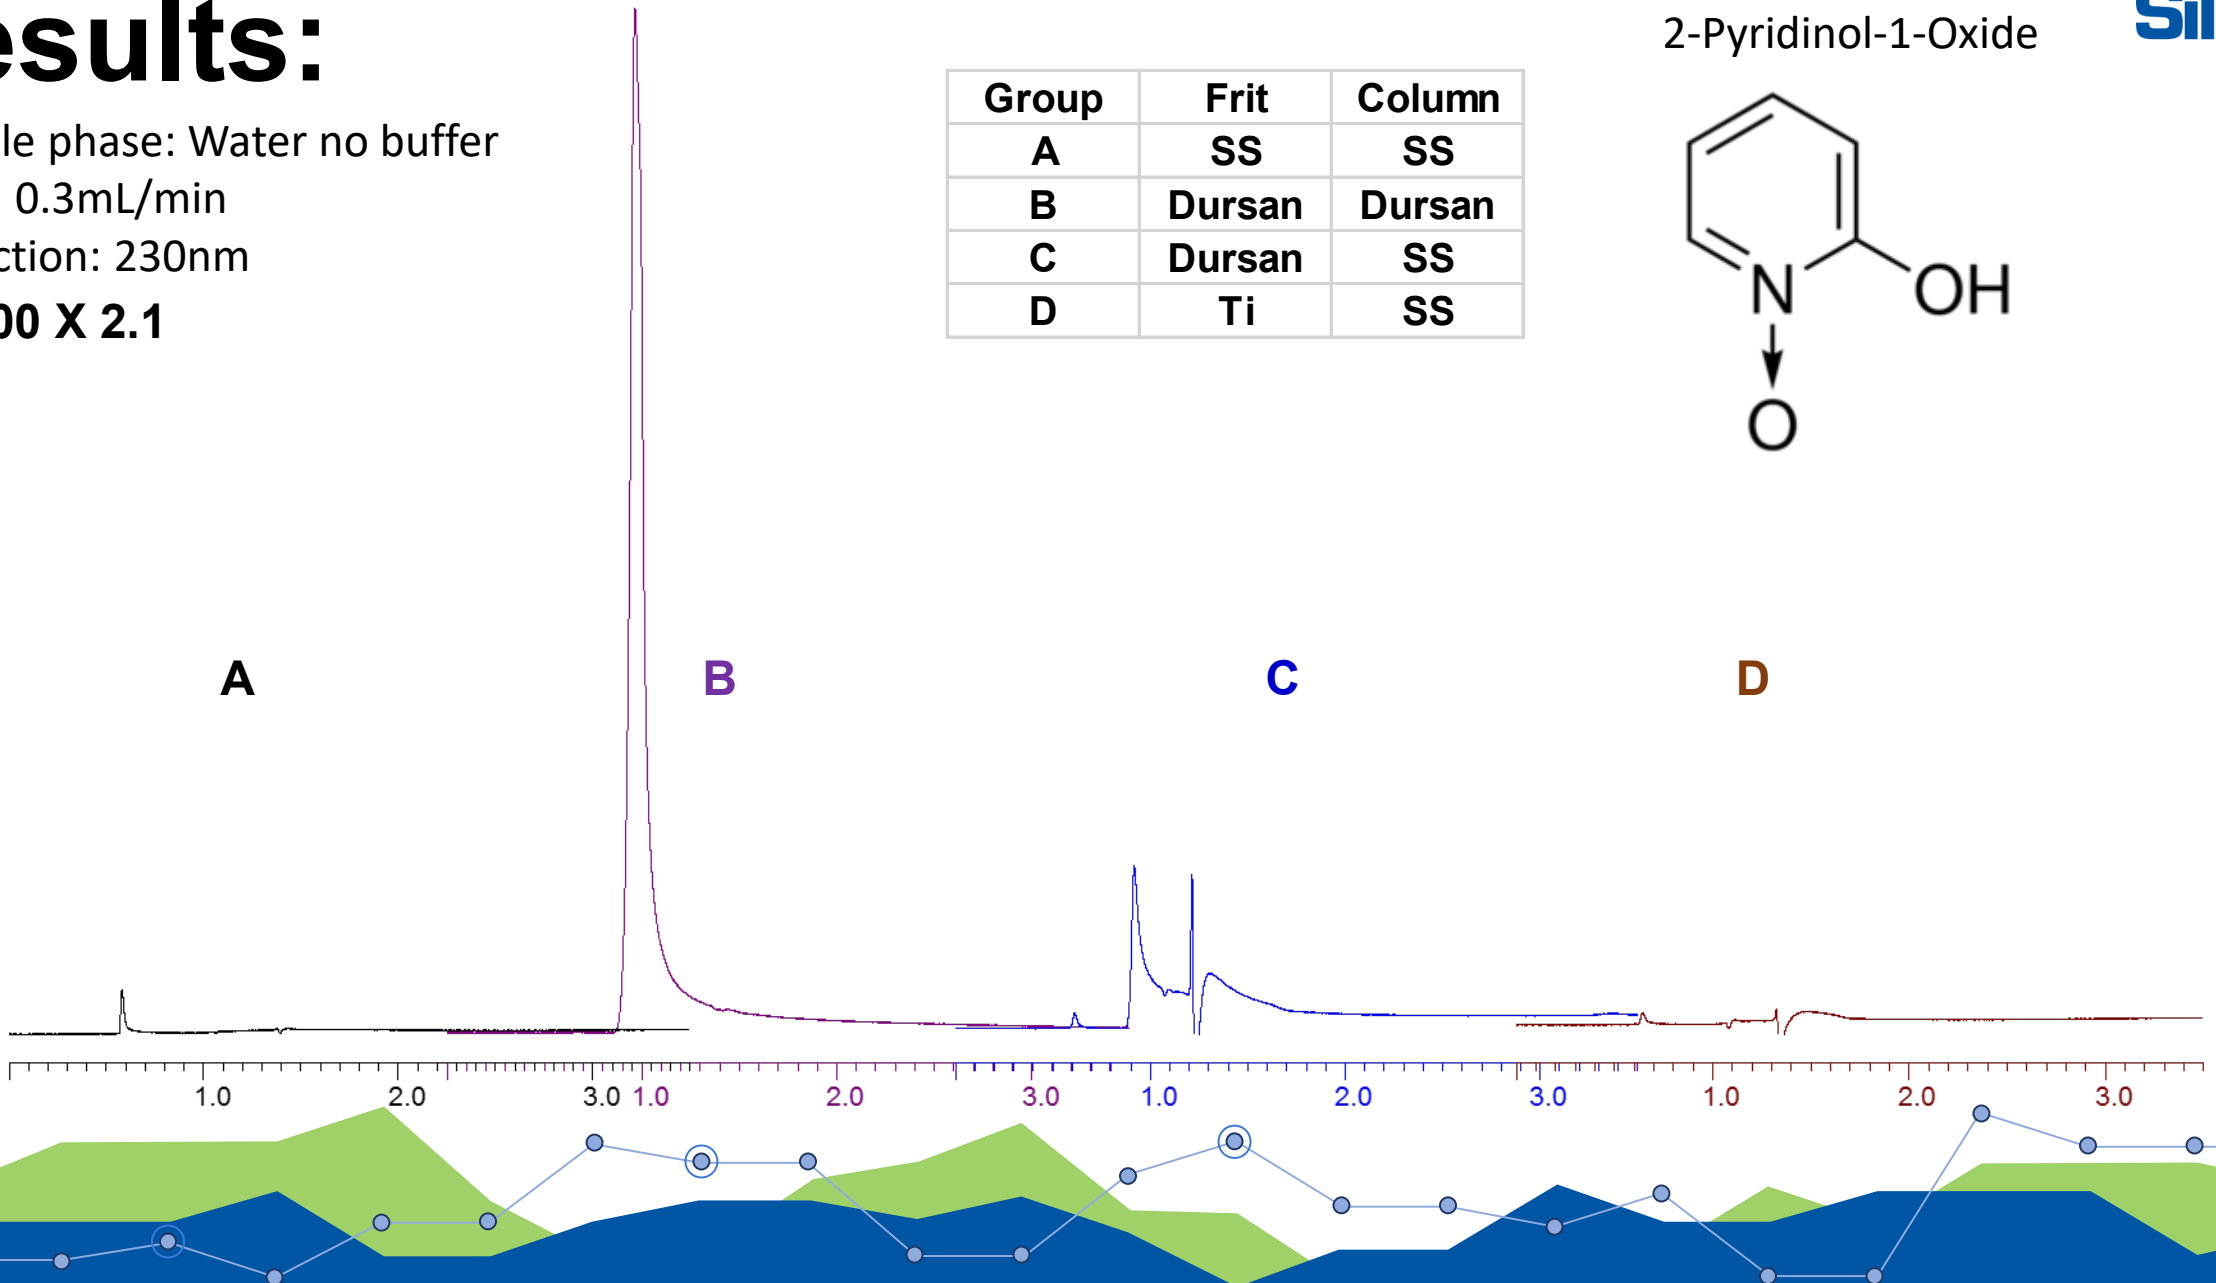 esults:
le phase: Water no buffer
0.3mL/min
ction: 230nm
00 X 2.1
Group Frit Column
A SS SS
B Dursan Dursan
C Dursan SS
D Ti SS
2-Pyridinol-1-Oxide
Sil
N
OH
O
A
B
C
D
1.0 2.0 3.0 1.0 2.0 3.0 1.0 2.0 3.0 1.0 2.0 3.0